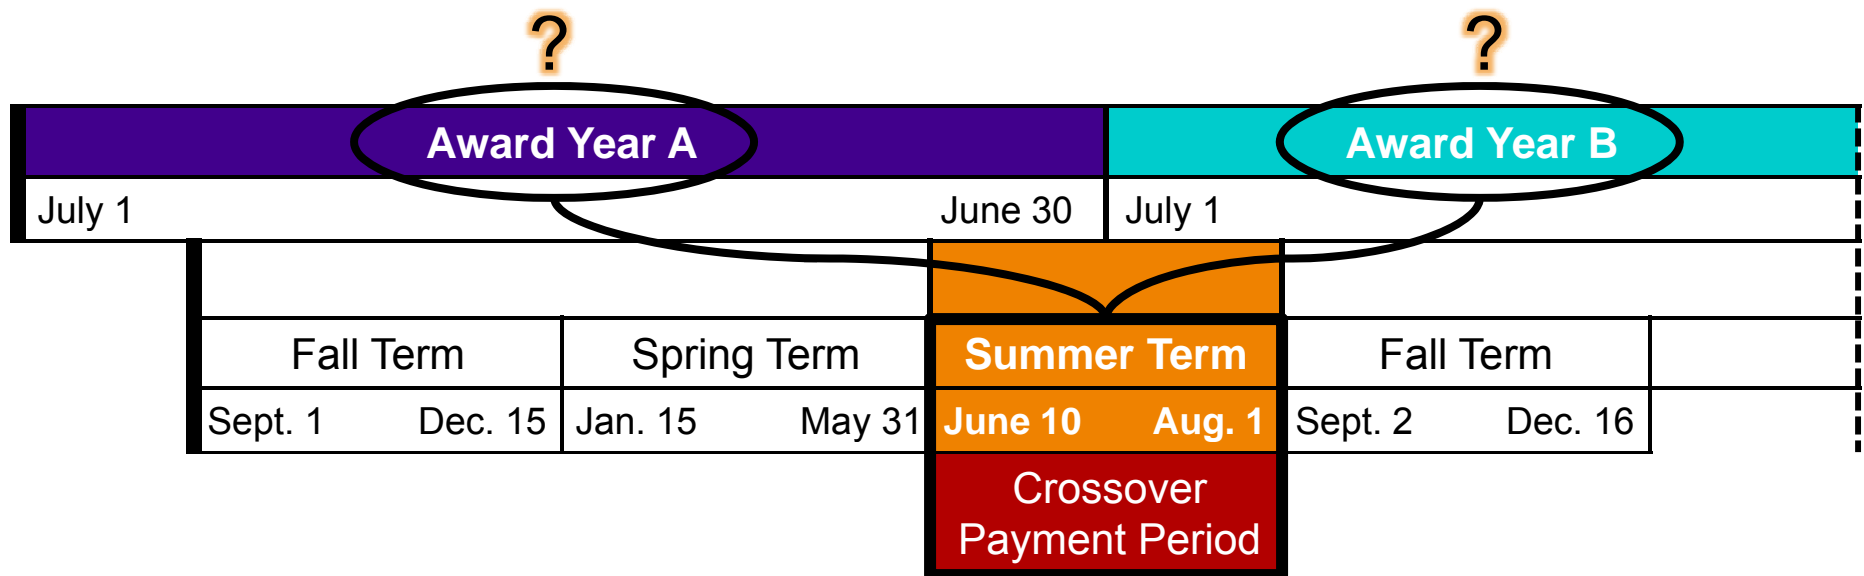 ? ?
Award Year A Award Year B
July 1 June 30 July 1
Fall Term Spring Term Summer Term Fall Term
Sept. 1 Dec. 15 Jan. 15 May 31 June 10 Aug. 1 Sept. 2 Dec. 16
Crossover
Payment Period